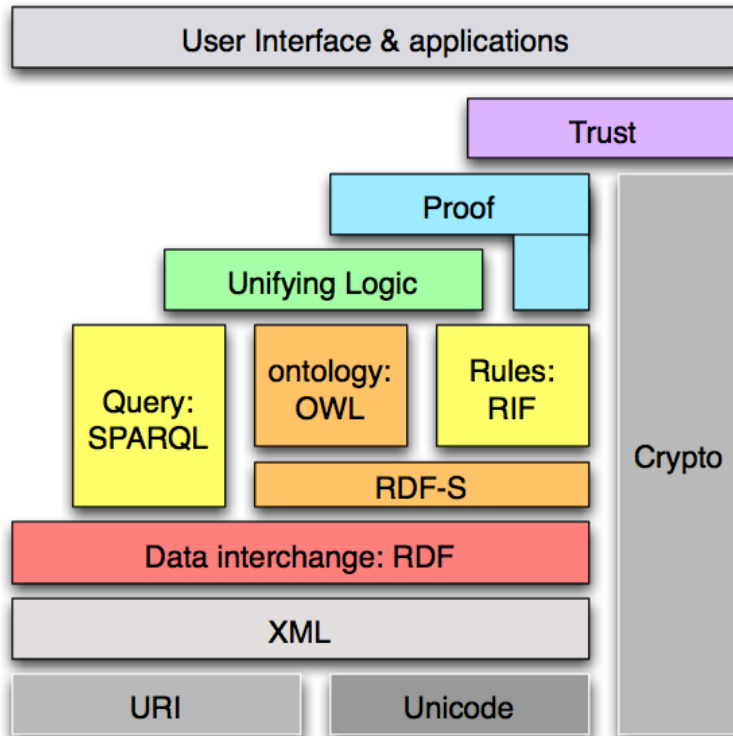 User Interface & applications
Trust
Proof
Unifying Logic
Query:
SPARQL
ontology:
OWL
Rules:
RIF
Crypto
RDF-S
Data interchange: RDF
XML
URI
Unicode